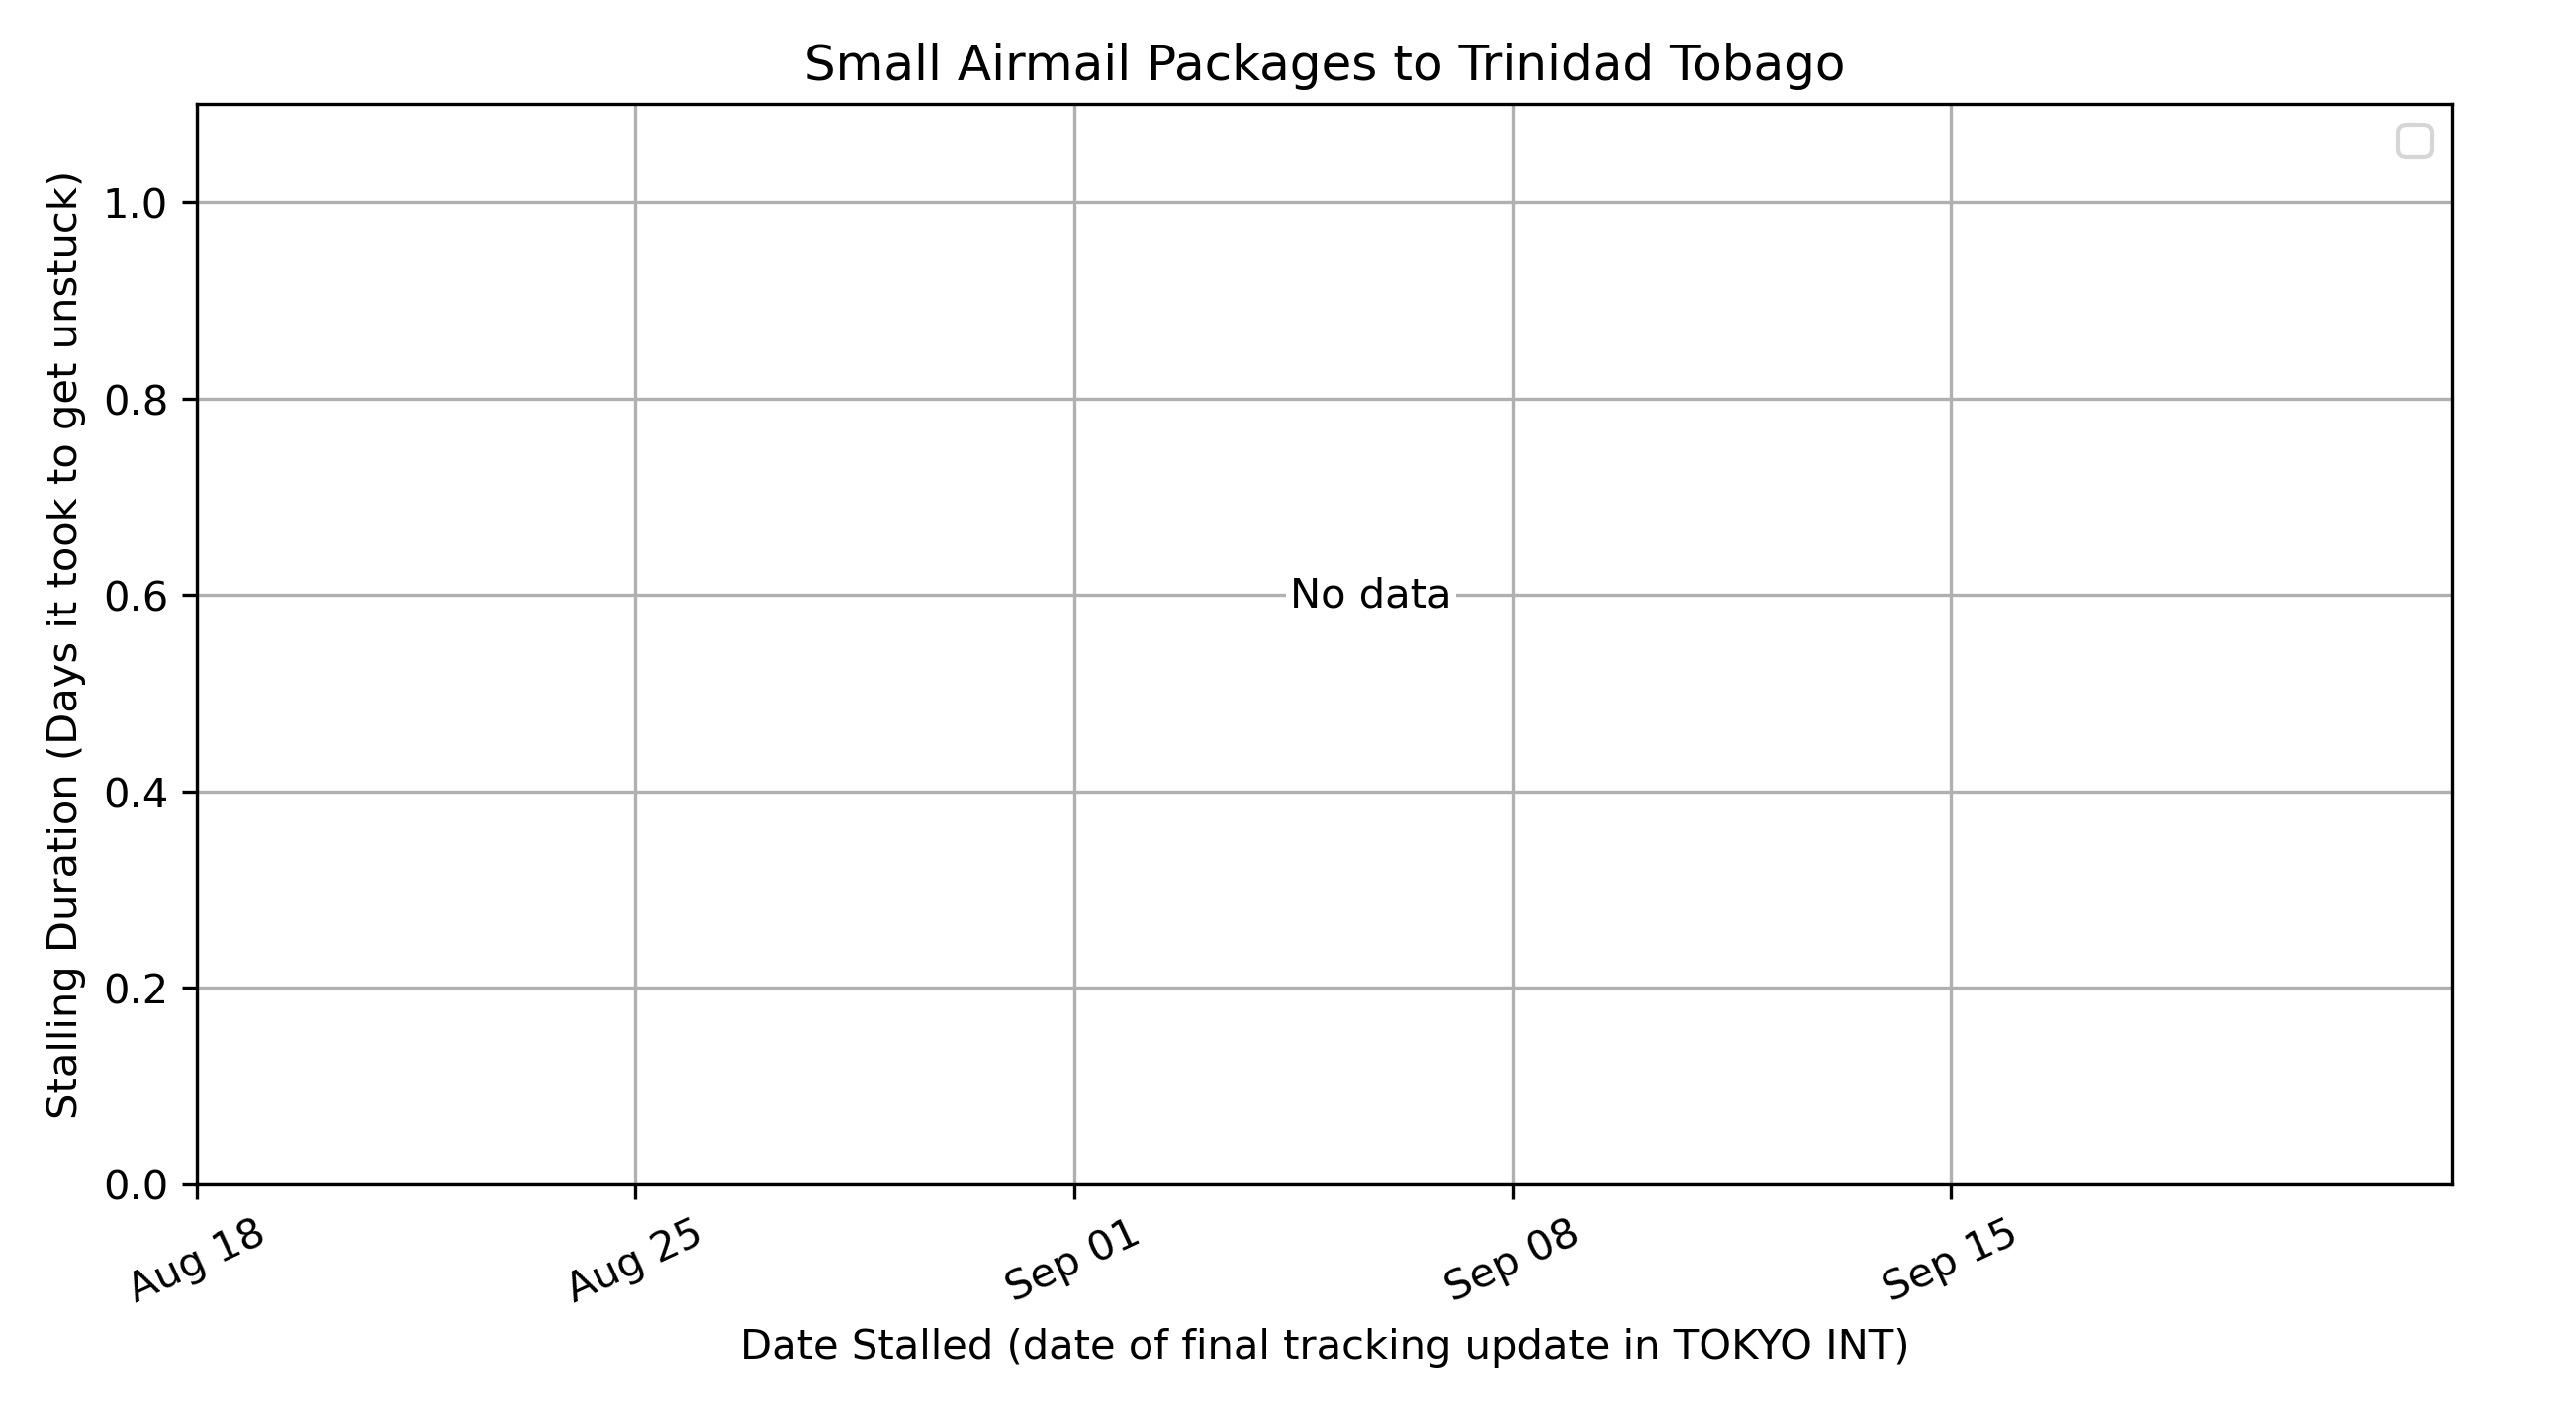 Small Airmail Packages to Trinidad Tobago
Stalling Duration (Days it took to get unstuck)
1.0
0.8
0.6
0.4
0.2
0.0
No data
Aug 18
Aug 25
Sep 01
Sep 08
Sep 15
Date Stalled (date of final tracking update in TOKYO INT)